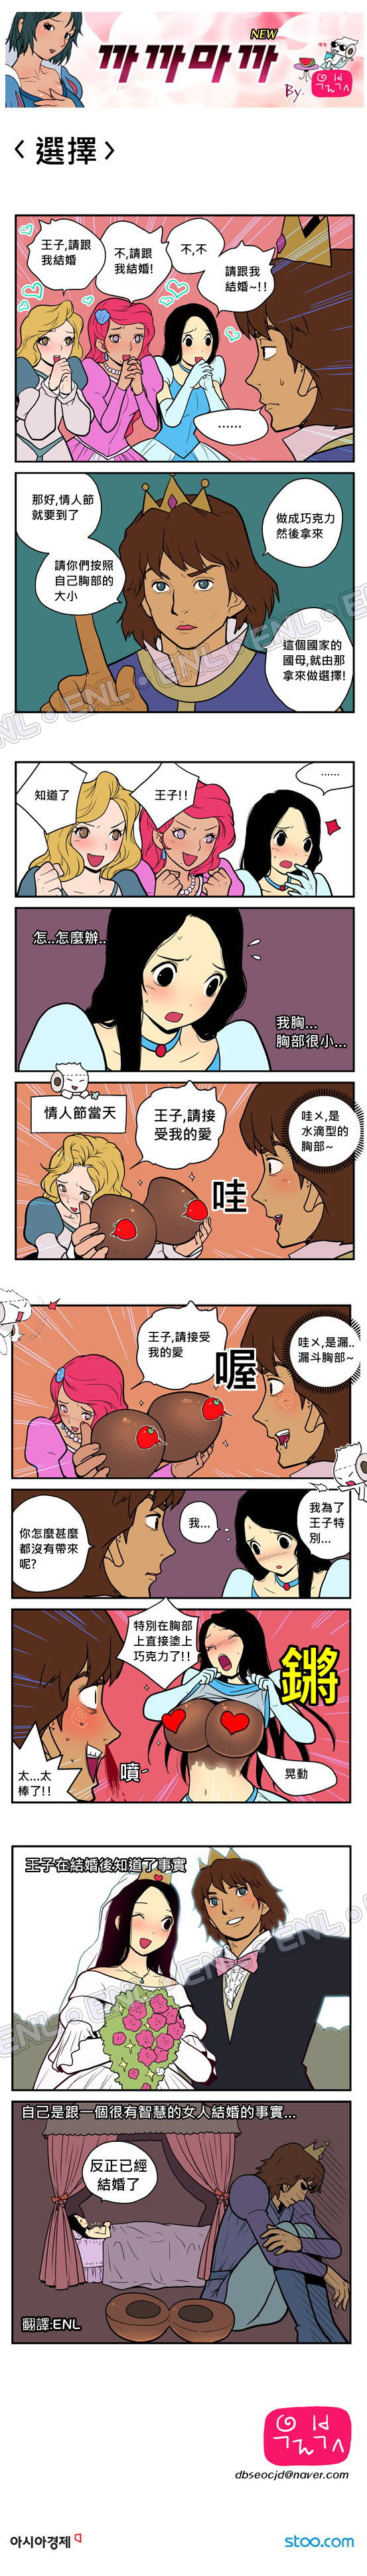 NEW
까까마까
By.
<選擇>
王子,請跟
我結婚
不,請跟
我結婚!
不,不
請跟我
結婚~!!
......
那好,情人節
就要到了
請你們按照
自己胸部的
大小
做成巧克力
然後拿來
這個國家的
國母,就由那
拿來做選擇!
知道了
王子!!
......
怎..怎麼辦..
我胸...
胸部很小...
情人節當天
王子,請接
受我的愛
哇
哇ㄨ,是
水滴型的
胸部~
王子,請接受
我的愛
喔
哇ㄨ,是漏..
漏斗胸部~
你怎麼甚麼
都沒有帶來
呢?
我...
我為了
王子特
別...
特別在胸部
上直接塗上
巧克力了!!
鏘
太...太
棒了!!
噴
晃動
王子在結婚後知道了事實
自己是跟一個很有智慧的女人結婚的事實...
反正已經
結婚了
翻譯:ENL
dbseocjd@naver.com
아시아경제
stoo.com